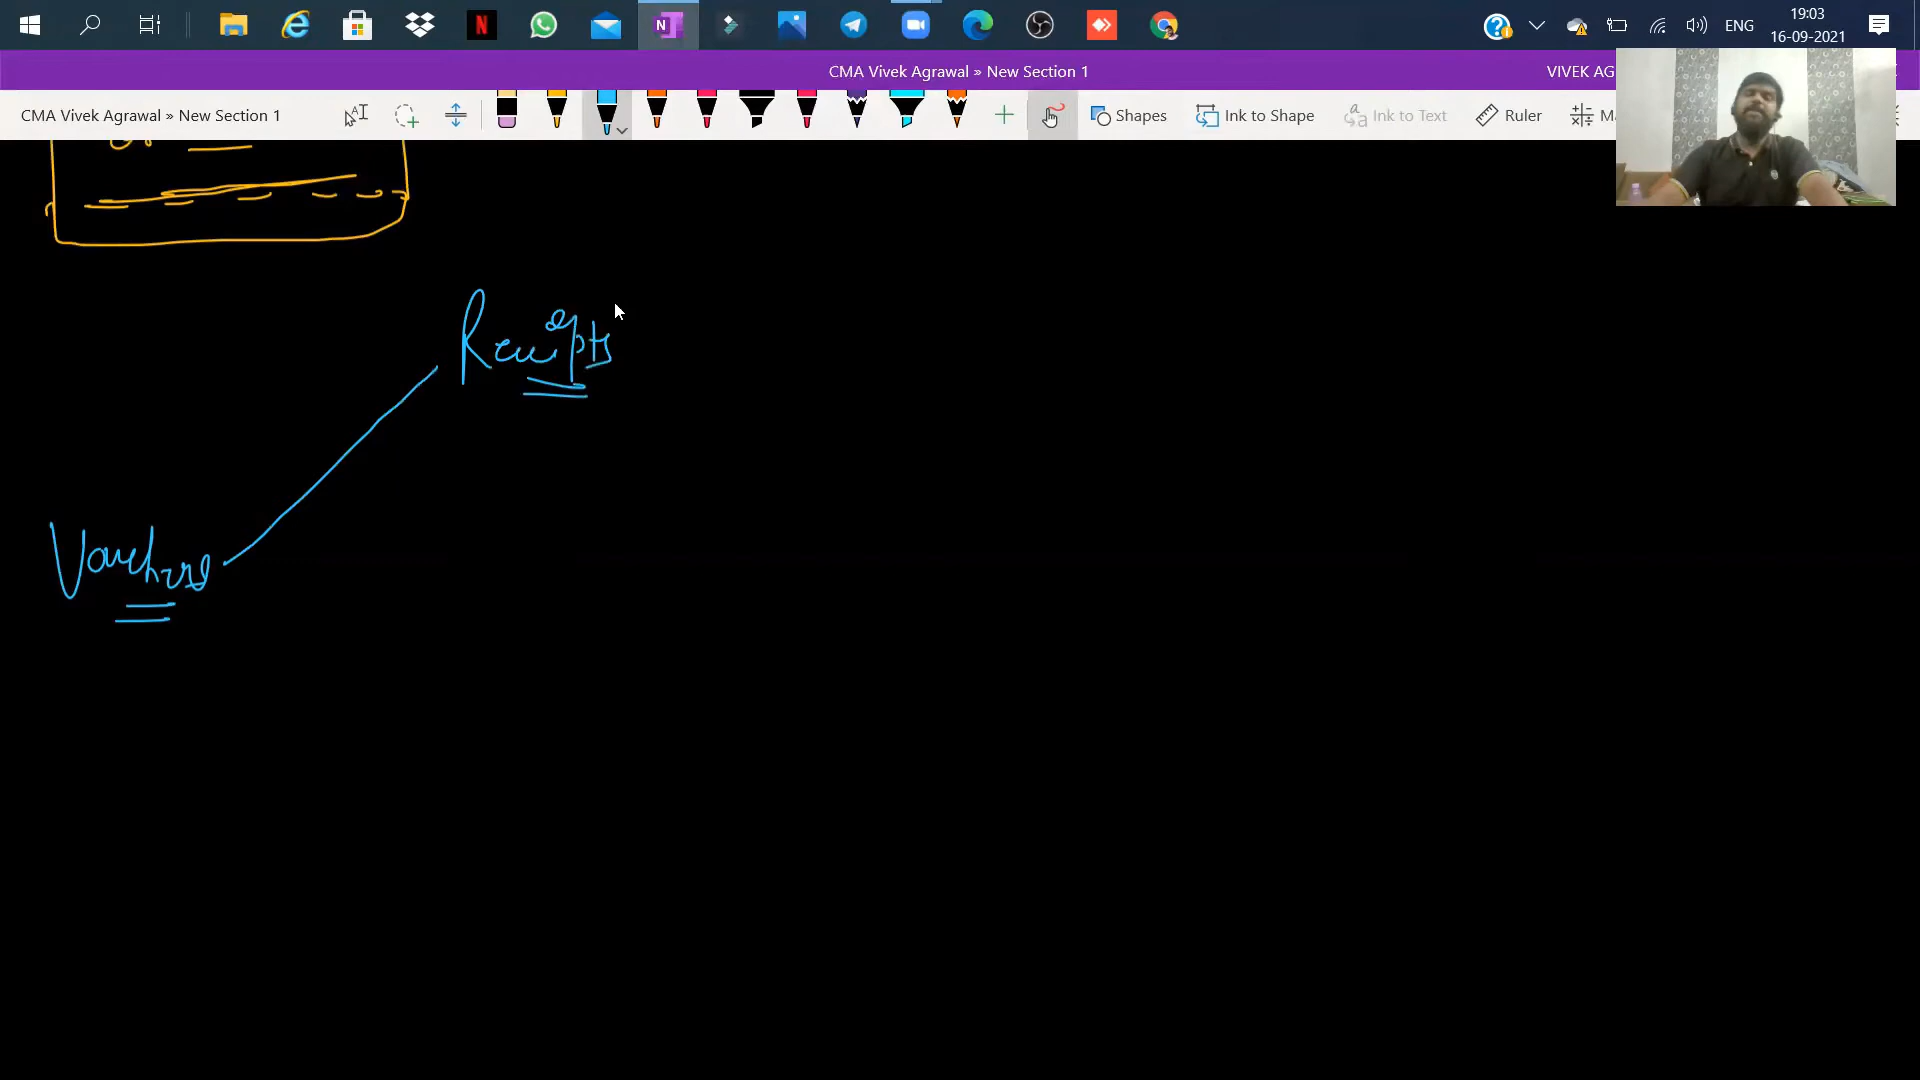 19:03
ENG
16-09-2021
CMA Vivek Agrawal » New Section 1
VIVEK AG
CMA Vivek Agrawal » New Section 1
Shapes
Ink to Shape
Ink to Text
Ruler
Ma
Receipts
Vouchers